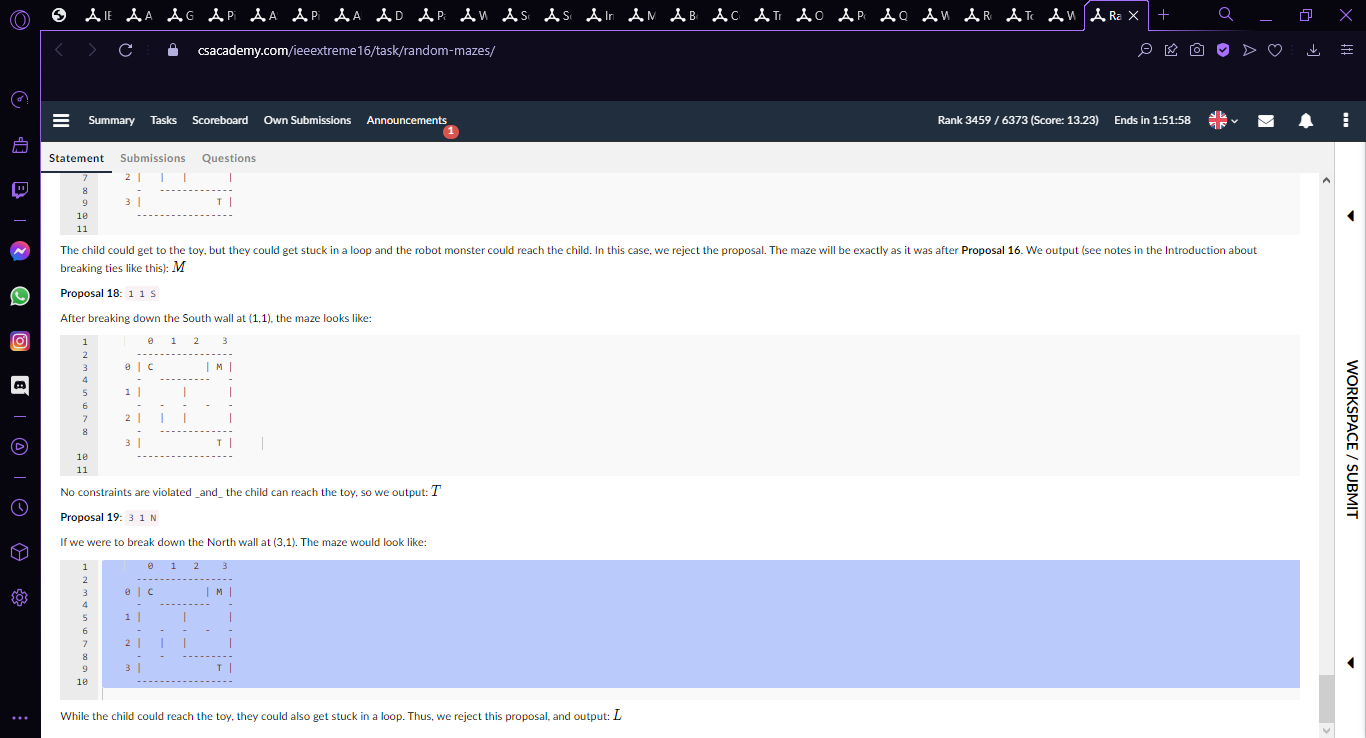 IE A G Pi A Pi A D P W S S In M B C Ti O P Q W R To W Ra
csacademy.com/ieeextreme16/task/random-mazes/
Summary Tasks Scoreboard Own Submissions Announcements 1 Rank 3459 / 6373 (Score: 13.23) Ends in 1:51:58
Statement Submissions Questions
7 2 | | | |
8 - -------------
9 3 | T |
10 -----------------
11
The child could get to the toy, but they could get stuck in a loop and the robot monster could reach the child. In this case, we reject the proposal. The maze will be exactly as it was after Proposal 16. We output (see notes in the Introduction about
breaking ties like this): M
Proposal 18: 1 1 S
After breaking down the South wall at (1,1), the maze looks like:
1 0 1 2 3
2 -----------------
3 0 | C | M |
4 - --------- -
5 1 | | |
6 - - - - -
7 2 | | | |
8 - -------------
3 | T |
10 -----------------
11
No constraints are violated _and_ the child can reach the toy, so we output: T
Proposal 19: 3 1 N
If we were to break down the North wall at (3,1). The maze would look like:
1 0 1 2 3
2 -----------------
3 0 | C | M |
4 - --------- -
5 1 | | |
6 - - - - -
7 2 | | | |
8 - - ---------
9 3 | T |
10 -----------------
While the child could reach the toy, they could also get stuck in a loop. Thus, we reject this proposal, and output: L
WORKSPACE / SUBMIT